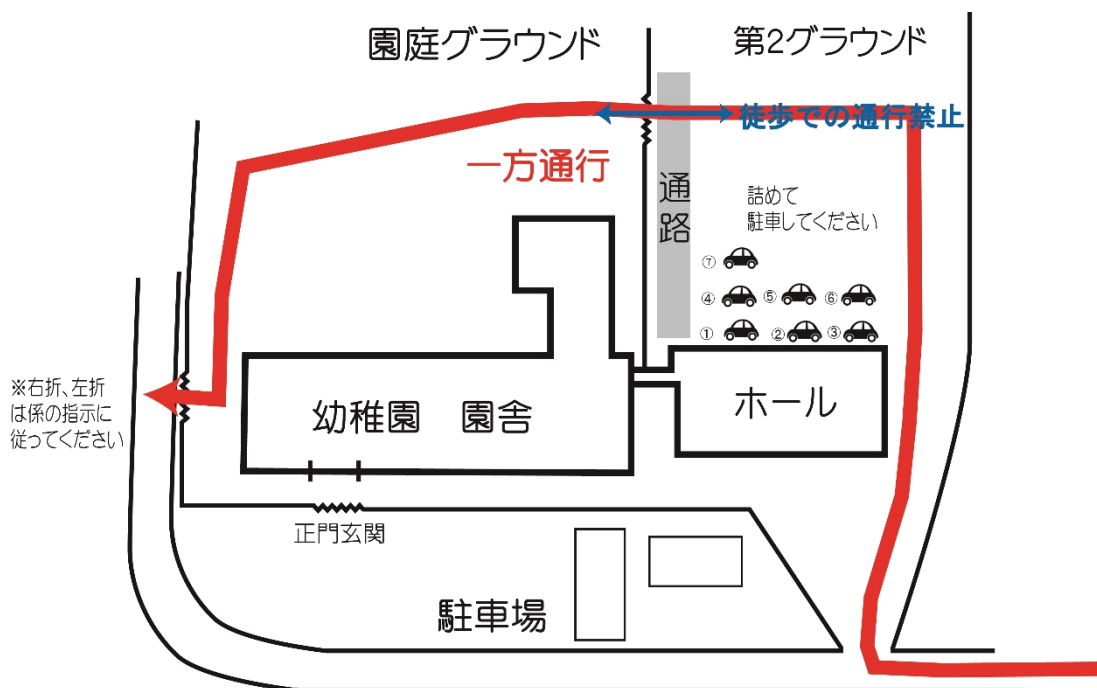 園庭グラウンド
第2グラウンド
徒歩での通行禁止
一方通行
通路
詰めて
駐車してください
⑦
④
⑤
⑥
①
②
③
※右折、左折
は係の指示に
従ってください
幼稚園 園舎
ホール
正門玄関
駐車場